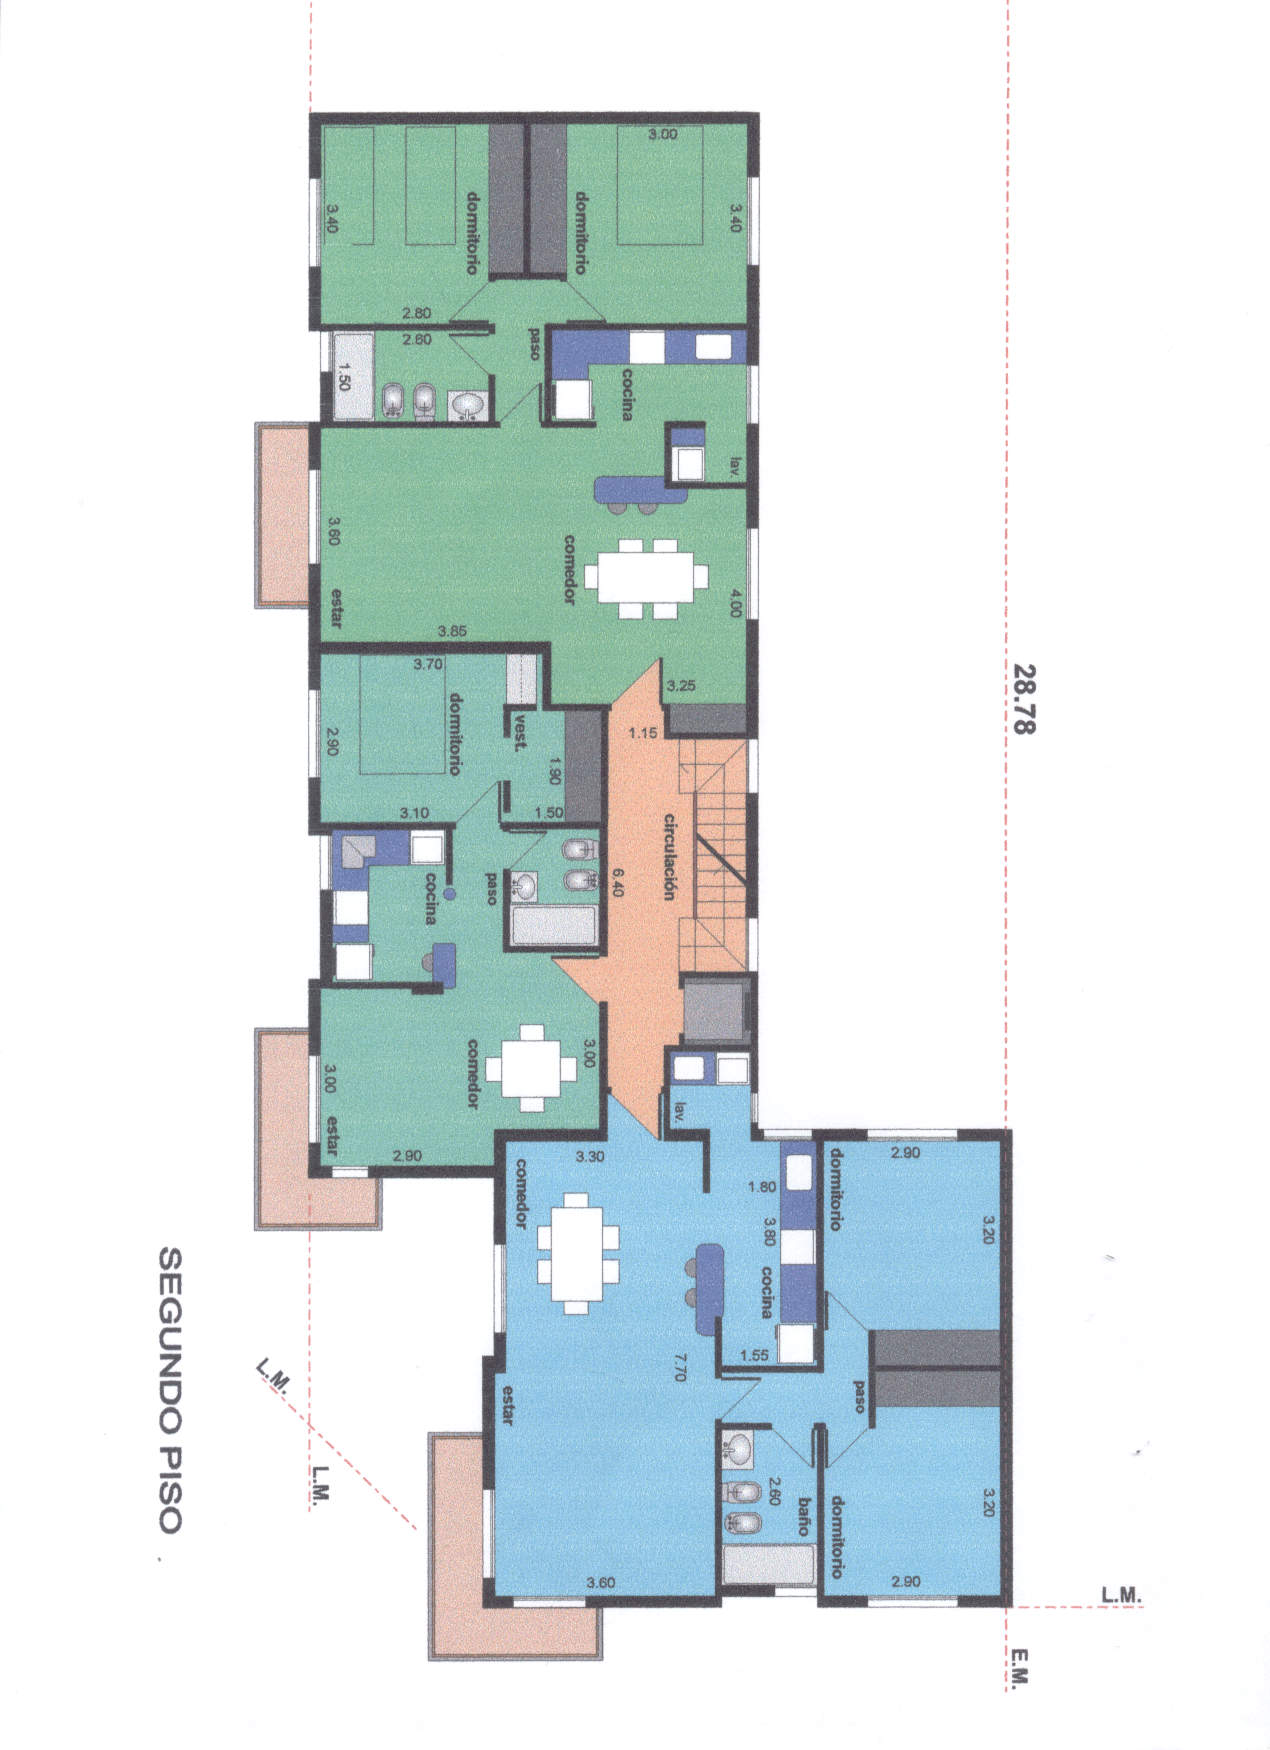 28.78
3.00
3.40
dormitorio
dormitorio
3.40
2.80
paso
2.60
1.50
cocina
lav.
comedor
4.00
3.60
estar
3.85
3.25
3.70
dormitorio
2.90
3.10
vest.
1.90
1.50
1.15
circulación
6.40
paso
cocina
comedor
3.00
3.00
estar
2.90
lav.
3.30
comedor
1.80
3.80
cocina
1.55
7.70
estar
3.60
dormitorio
2.90
3.20
paso
3.20
dormitorio
2.90
baño
2.60
L.M.
E.M.
L.M.
L.M.
SEGUNDO PISO